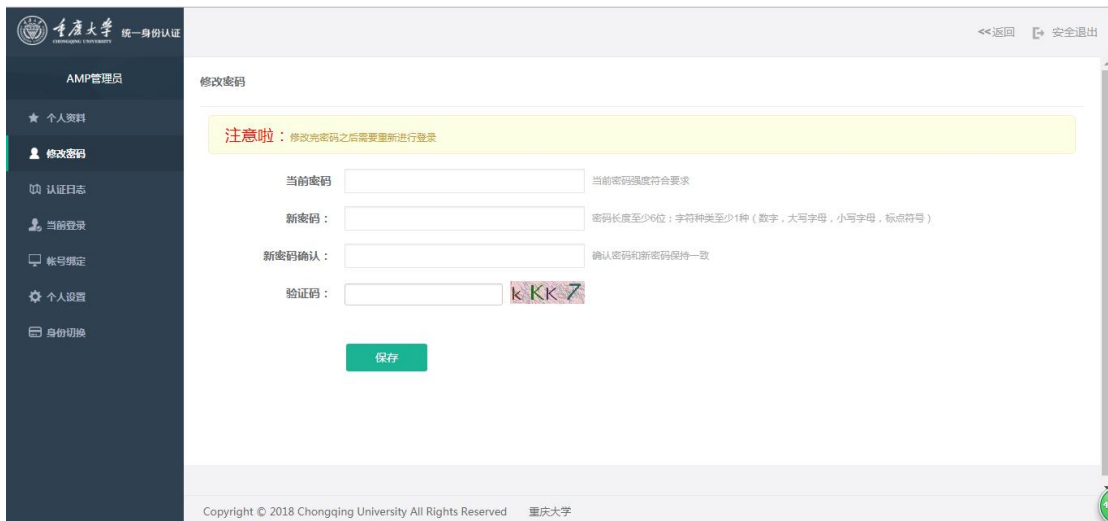 重庆大学 统一身份认证
CHONGQING UNIVERSITY
<<返回 安全退出
AMP管理员
修改密码
个人资料
修改密码
认证日志
当前登录
帐号绑定
个人设置
身份切换
注意啦：修改完密码之后需要重新进行登录
当前密码 当前密码强度符合要求
新密码： 密码长度至少6位；字符种类至少1种（数字，大写字母，小写字母，标点符号）
新密码确认： 确认密码和新密码保持一致
验证码： kKK7
保存
Copyright © 2018 Chongqing University All Rights Reserved 重庆大学